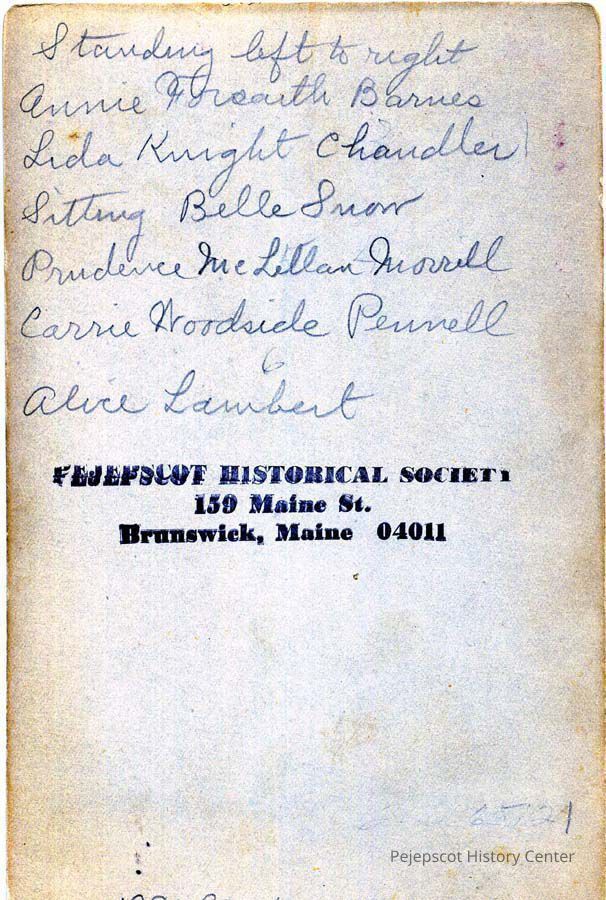 Standing left to right
Annie Forsaith Barnes
Lida Knight Chandler
Sitting Belle Snow
Prudence McLellan Morrell
Carrie Woodside Pennell
6
Alice Lambert
PEJEPSCOT HISTORICAL SOCIETY
159 Maine St.
Brunswick, Maine 04011
Pejepscot History Center